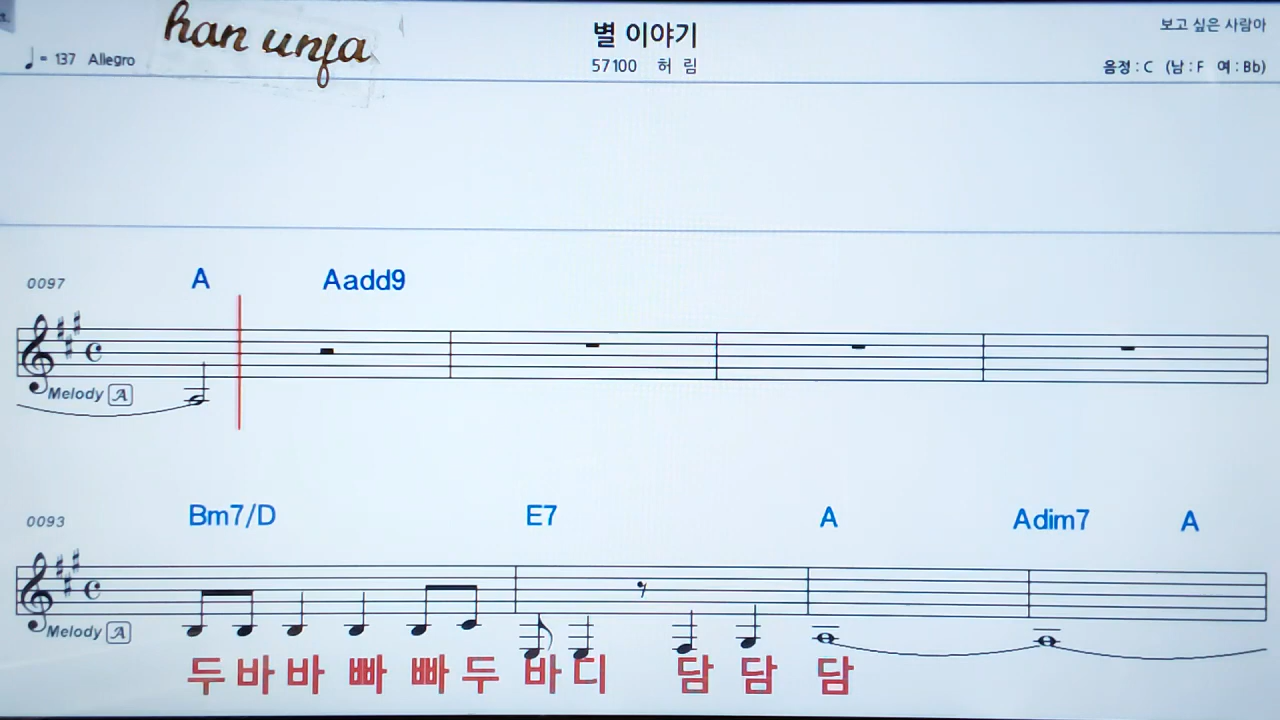 han unja
별 이야기
보고 싶은 사람아
♩= 137 Allegro
57100 허 림
음정 : C (남 : F 여 : Bb)
0097 A Aadd9
Melody A
0093 Bm7/D E7 A Adim7 A
Melody A
두 바 바 빠 빠 두 바 디 담 담 담